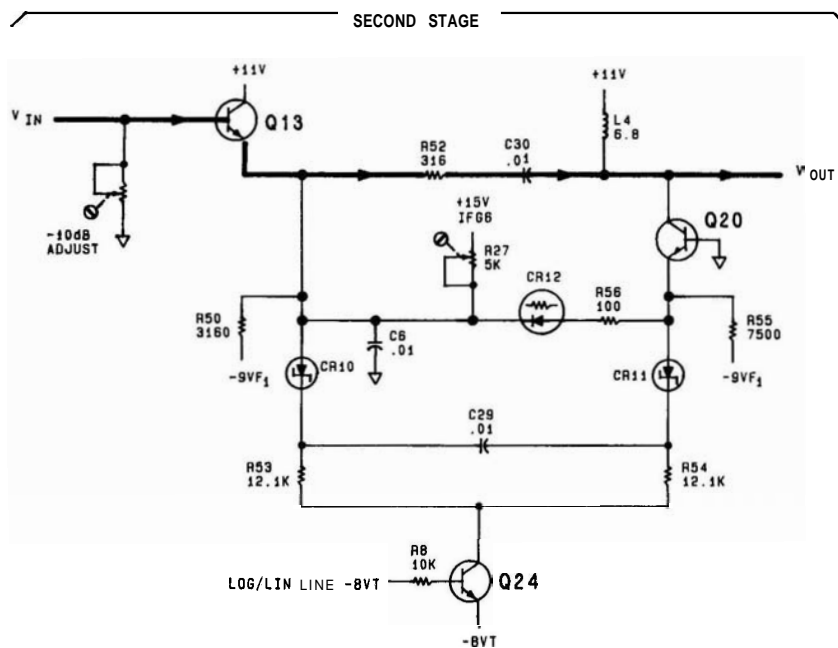 SECOND STAGE
+11V
+11V
V IN
Q13
L4
6.8
R52
316
C30
.01
V OUT
-10dB
ADJUST
+15V
IFG6
R27
5K
Q20
CR12
R56
100
R50
3160
C6
.01
R55
7500
-9VF1
CR10
CR11
-9VF1
C29
.01
R53
12.1K
R54
12.1K
R8
10K
LOG/LIN LINE -8VT
Q24
-8VT